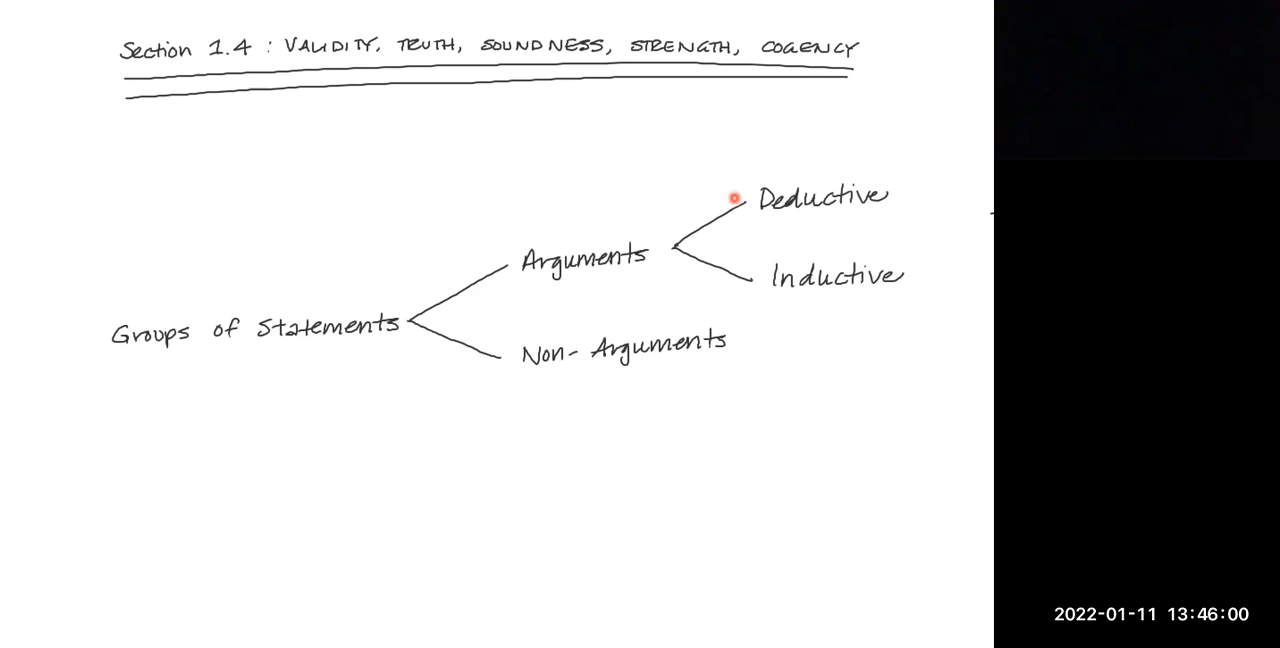 Section 1.4 : VALIDITY, TRUTH, SOUNDNESS, STRENGTH, COGENCY
Deductive
Arguments
Inductive
Groups of Statements
Non-Arguments
2022-01-11 13:46:00